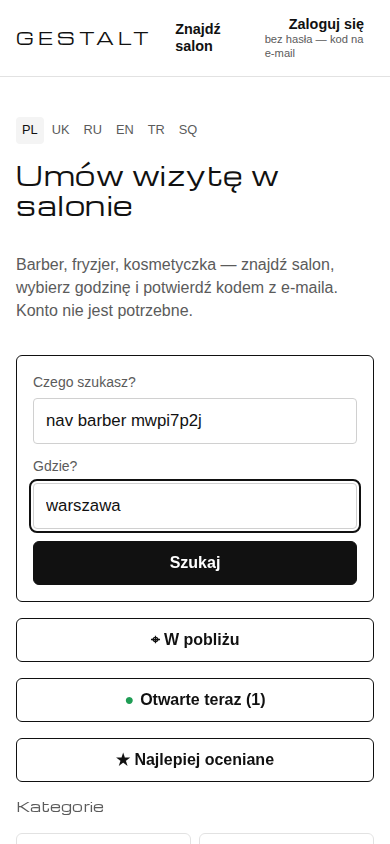 GESTALT
Znajdź
salon
Zaloguj się
bez hasła — kod na
e-mail
PL UK RU EN TR SQ
Umów wizytę w
salonie
Barber, fryzjer, kosmetyczka — znajdź salon,
wybierz godzinę i potwierdź kodem z e-maila.
Konto nie jest potrzebne.
Czego szukasz?
nav barber mwpi7p2j
Gdzie?
warszawa
Szukaj
⌖ W pobliżu
● Otwarte teraz (1)
★ Najlepiej oceniane
Kategorie